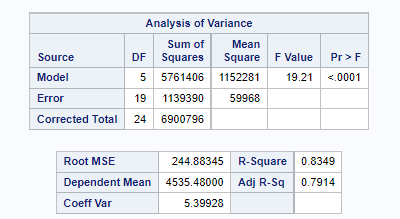 Analysis of Variance
Source DF Sum of Squares Mean Square F Value Pr > F
Model 5 5761406 1152281 19.21 <.0001
Error 19 1139390 59968
Corrected Total 24 6900796
Root MSE 244.88345 R-Square 0.8349
Dependent Mean 4535.48000 Adj R-Sq 0.7914
Coeff Var 5.39928